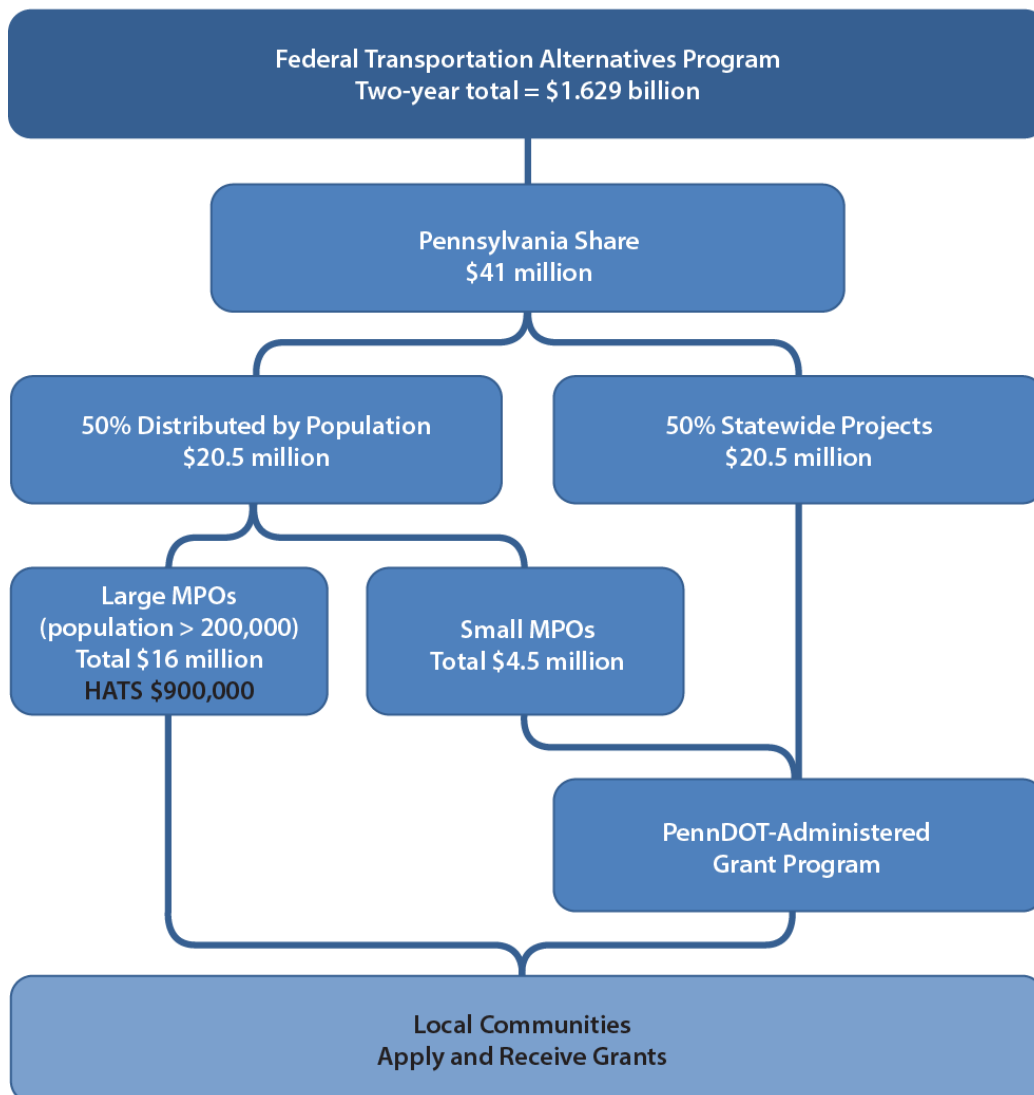 Federal Transportation Alternatives Program
Two-year total = $1.629 billion
Pennsylvania Share
$41 million
50% Distributed by Population
$20.5 million
50% Statewide Projects
$20.5 million
Large MPOs
(population > 200,000)
Total $16 million
HATS $900,000
Small MPOs
Total $4.5 million
PennDOT-Administered
Grant Program
Local Communities
Apply and Receive Grants